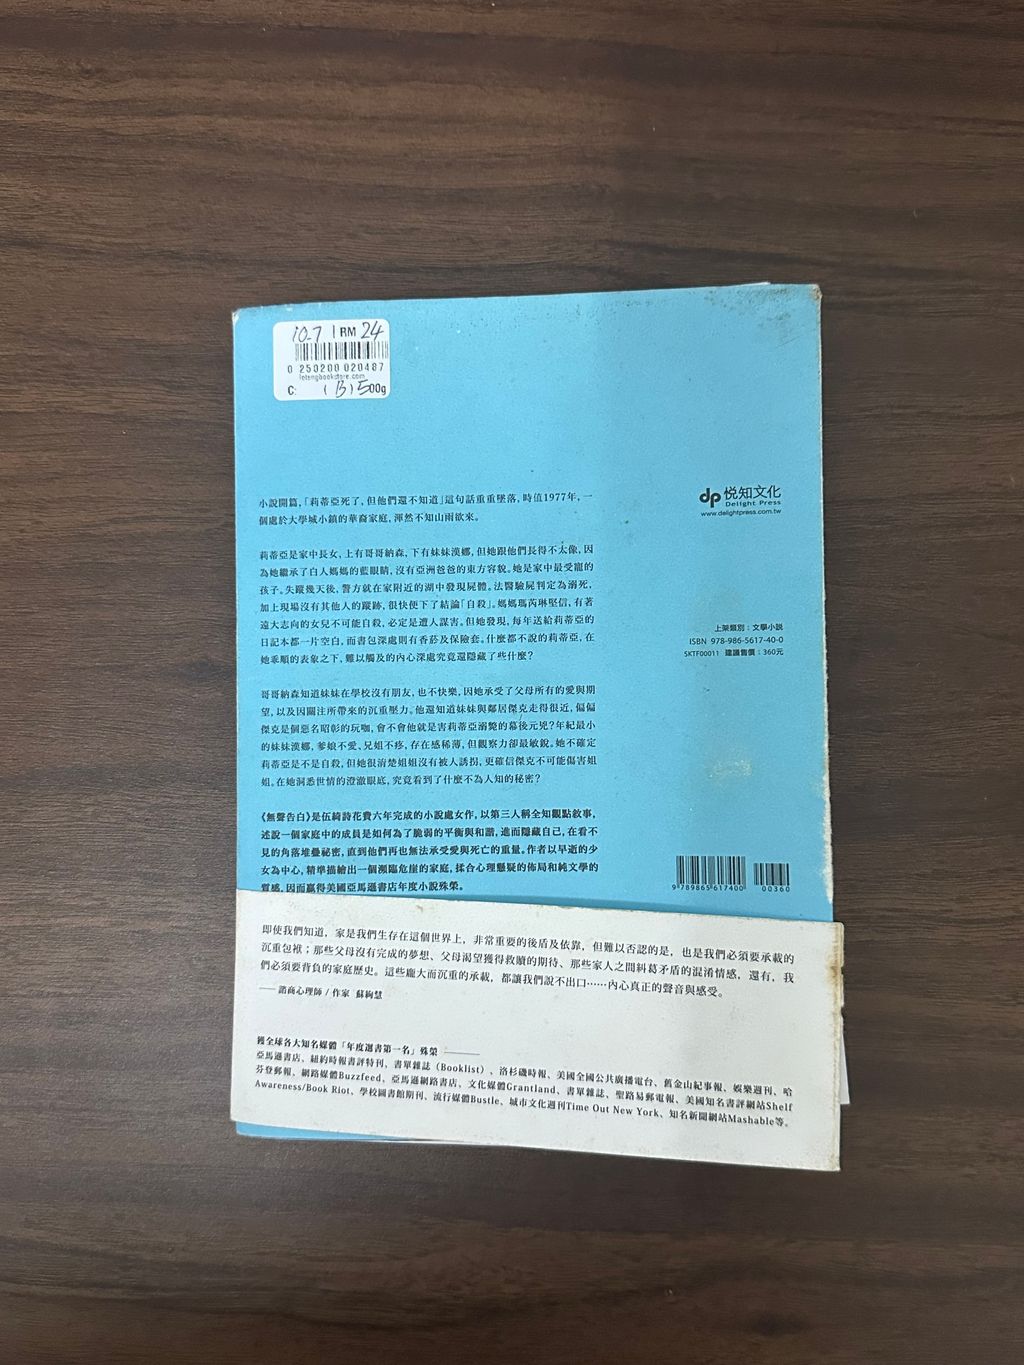 10.7 | RM 24
0 250200 020487
letengbookstore.com
C: (B) 500g
小說開篇,「莉蒂亞死了,但他們還不知道」這句話重重墜落,時值1977年,一
個處於大學城小鎮的華裔家庭,渾然不知山雨欲來。
莉蒂亞是家中長女,上有哥哥納森,下有妹妹漢娜,但她跟他們長得不太像,因
為她繼承了白人媽媽的藍眼睛,沒有亞洲爸爸的東方容貌。她是家中最受寵的
孩子。失蹤幾天後,警方就在家附近的湖中發現屍體。法醫驗屍判定為溺死,
加上現場沒有其他人的蹤跡,很快便下了結論「自殺」。媽媽瑪芮琳堅信,有著
遠大志向的女兒不可能自殺,必定是遭人謀害。但她發現,每年送給莉蒂亞的
日記本都一片空白,而書包深處則有香菸及保險套。什麼都不說的莉蒂亞,在
她乖順的表象之下,難以觸及的內心深處究竟還隱藏了些什麼?
哥哥納森知道妹妹在學校沒有朋友,也不快樂,因她承受了父母所有的愛與期
望,以及因關注所帶來的沉重壓力。他還知道妹妹與鄰居傑克走得很近,偏偏
傑克是個惡名昭彰的玩咖,會不會他就是害莉蒂亞溺斃的幕後元兇?年紀最小
的妹妹漢娜,爹娘不愛、兄姐不疼,存在感稀薄,但觀察力卻最敏銳。她不確定
莉蒂亞是不是自殺,但她很清楚姐姐沒有被人誘拐,更確信傑克不可能傷害姐
姐。在她洞悉世情的澄澈眼底,究竟看到了什麼不為人知的秘密?
《無聲告白》是伍綺詩花費六年完成的小說處女作,以第三人稱全知觀點敘事,
述說一個家庭中的成員是如何為了脆弱的平衡與和諧,進而隱藏自己,在看不
見的角落堆疊祕密,直到他們再也無法承受愛與死亡的重量。作者以早逝的少
女為中心,精準描繪出一個瀕臨危崖的家庭,揉合心理懸疑的佈局和純文學的
質感,因而贏得美國亞馬遜書店年度小說殊榮。
dp 悅知文化
Delight Press
www.delightpress.com.tw
上架類別:文學小說
ISBN 978-986-5617-40-0
SKTF00011 建議售價:360元
9 789865 617400
00360
即使我們知道,家是我們生存在這個世界上,非常重要的後盾及依靠,但難以否認的是,也是我們必須要承載的
沉重包袱;那些父母沒有完成的夢想、父母渴望獲得救贖的期待、那些家人之間糾葛矛盾的混淆情感,還有,我
們必須要背負的家庭歷史。這些龐大而沉重的承載,都讓我們說不出口……內心真正的聲音與感受。
——諮商心理師/作家 蘇絢慧
獲全球各大知名媒體「年度選書第一名」殊榮
亞馬遜書店、紐約時報書評特刊、書單雜誌(Booklist)、洛杉磯時報、美國全國公共廣播電台、舊金山紀事報、娛樂週刊、哈
芬登郵報、網路媒體Buzzfeed、亞馬遜網路書店、文化媒體Grantland、書單雜誌、聖路易郵電報、美國知名書評網站Shelf
Awareness/Book Riot、學校圖書館期刊、流行媒體Bustle、城市文化週刊Time Out New York、知名新聞網站Mashable等。